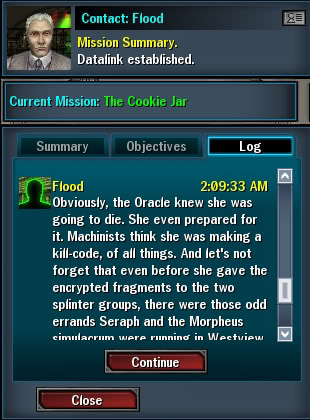 Contact: Flood
Mission Summary.
Datalink established.
Current Mission: The Cookie Jar
Summary
Objectives
Log
Flood
2:09:33 AM
Obviously, the Oracle knew she was
going to die. She even prepared for
it. Machinists think she was making a
kill-code, of all things. And let's not
forget that even before she gave the
encrypted fragments to the two
splinter groups, there were those odd
errands Seraph and the Morpheus
simulacrum were running in Westview
Continue
Close